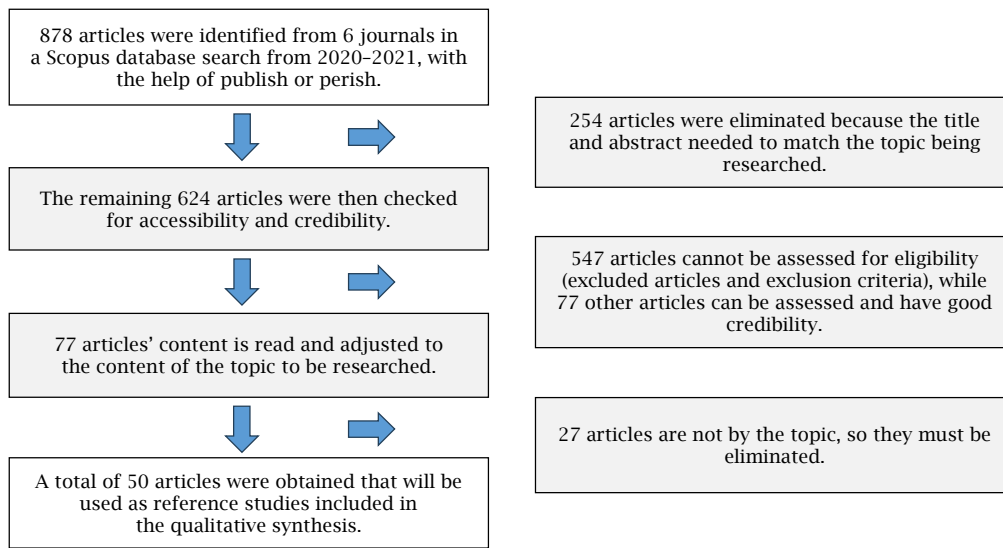 878 articles were identified from 6 journals in
a Scopus database search from 2020–2021, with
the help of publish or perish.
254 articles were eliminated because the title
and abstract needed to match the topic being
researched.
The remaining 624 articles were then checked
for accessibility and credibility.
547 articles cannot be assessed for eligibility
(excluded articles and exclusion criteria), while
77 other articles can be assessed and have good
credibility.
77 articles' content is read and adjusted to
the content of the topic to be researched.
27 articles are not by the topic, so they must be
eliminated.
A total of 50 articles were obtained that will be
used as reference studies included in
the qualitative synthesis.